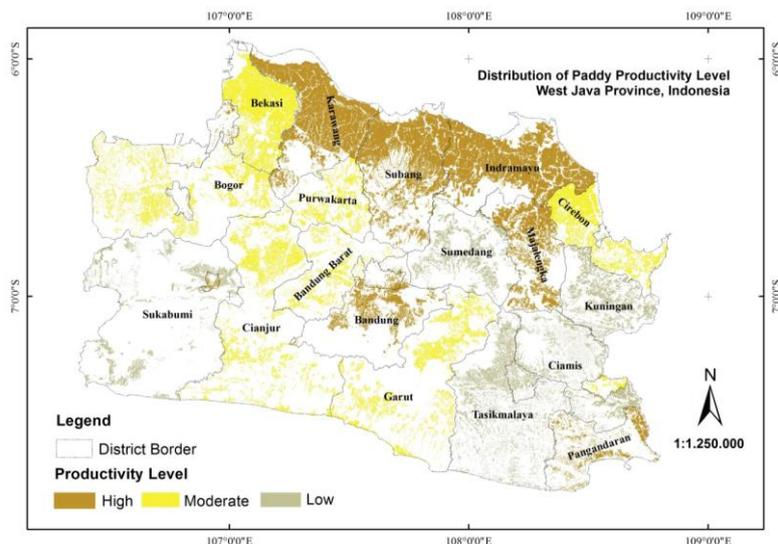 107°0'0"E 108°0'0"E 109°0'0"E
6°0'0"S
6°0'0"S
Distribution of Paddy Productivity Level
West Java Province, Indonesia
Bekasi
Karawang
Indramayu
Subang
Bogor
Purwakarta
Cirebon
Majalengka
Sumedang
Bandung Barat
7°0'0"S
7°0'0"S
Kuningan
Sukabumi
Cianjur
Bandung
Ciamis
Garut
Tasikmalaya
Pangandaran
N
1:1.250.000
Legend
District Border
Productivity Level
High Moderate Low
107°0'0"E 108°0'0"E 109°0'0"E